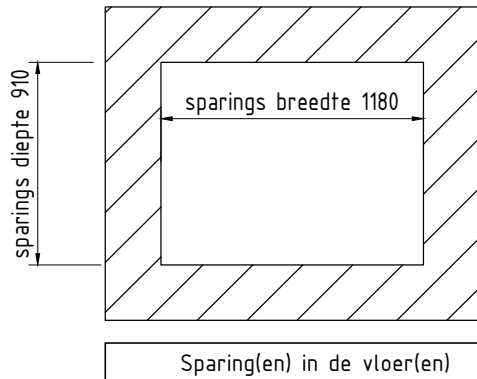 sparings diepte 910
sparings breedte 1180
Sparing(en) in de vloer(en)